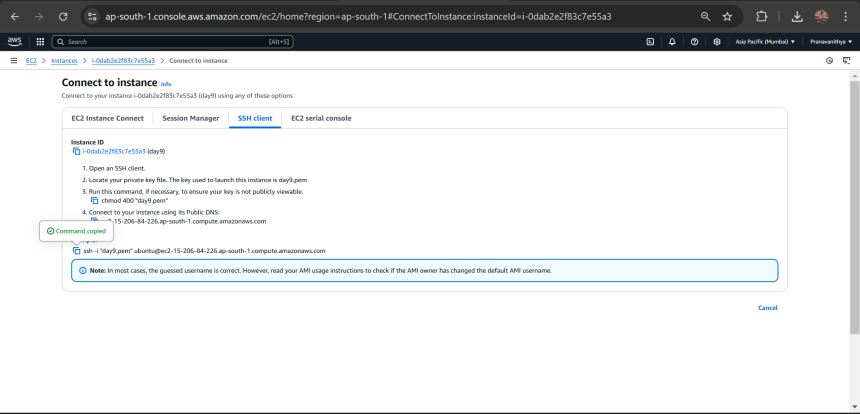 ap-south-1.console.aws.amazon.com/ec2/home?region=ap-south-1#ConnectToInstance:instanceId=i-0dab2e2f83c7e55a3
aws
Search
[Alt+S]
Asia Pacific (Mumbai)
Pranavanithya
EC2 > Instances > i-0dab2e2f83c7e55a3 > Connect to instance
Connect to instance Info
Connect to your instance i-0dab2e2f83c7e55a3 (day9) using any of these options
EC2 Instance Connect
Session Manager
SSH client
EC2 serial console
Instance ID
i-0dab2e2f83c7e55a3 (day9)
1. Open an SSH client.
2. Locate your private key file. The key used to launch this instance is day9.pem
3. Run this command, if necessary, to ensure your key is not publicly viewable.
chmod 400 "day9.pem"
4. Connect to your instance using its Public DNS:
-15-206-84-226.ap-south-1.compute.amazonaws.com
Command copied
ssh -i "day9.pem" ubuntu@ec2-15-206-84-226.ap-south-1.compute.amazonaws.com
Note: In most cases, the guessed username is correct. However, read your AMI usage instructions to check if the AMI owner has changed the default AMI username.
Cancel